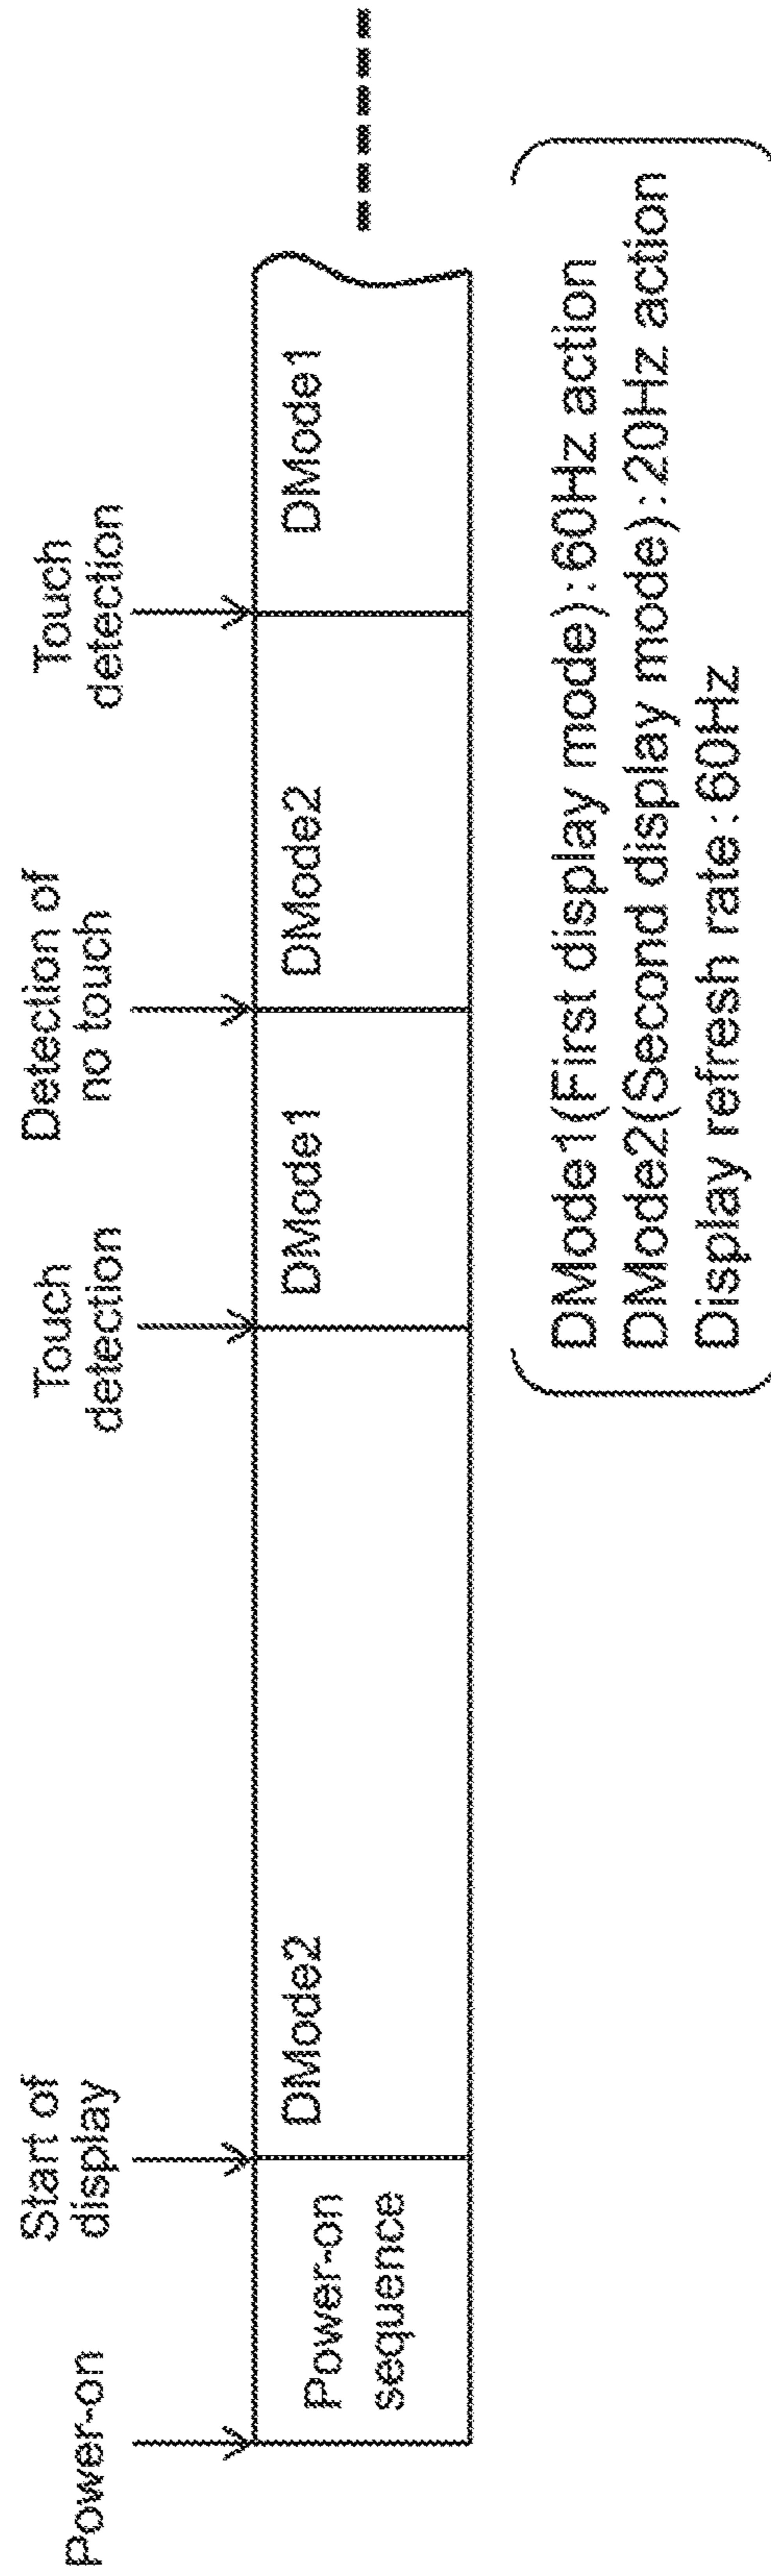 Power-on
Start of
display
Touch
detection
Detection of
no touch
Touch
detection
Power-on
sequence
DMode2
DMode1
DMode2
DMode1
DMode1(First display mode):60Hz action
DMode2(Second display mode):20Hz action
Display refresh rate:60Hz